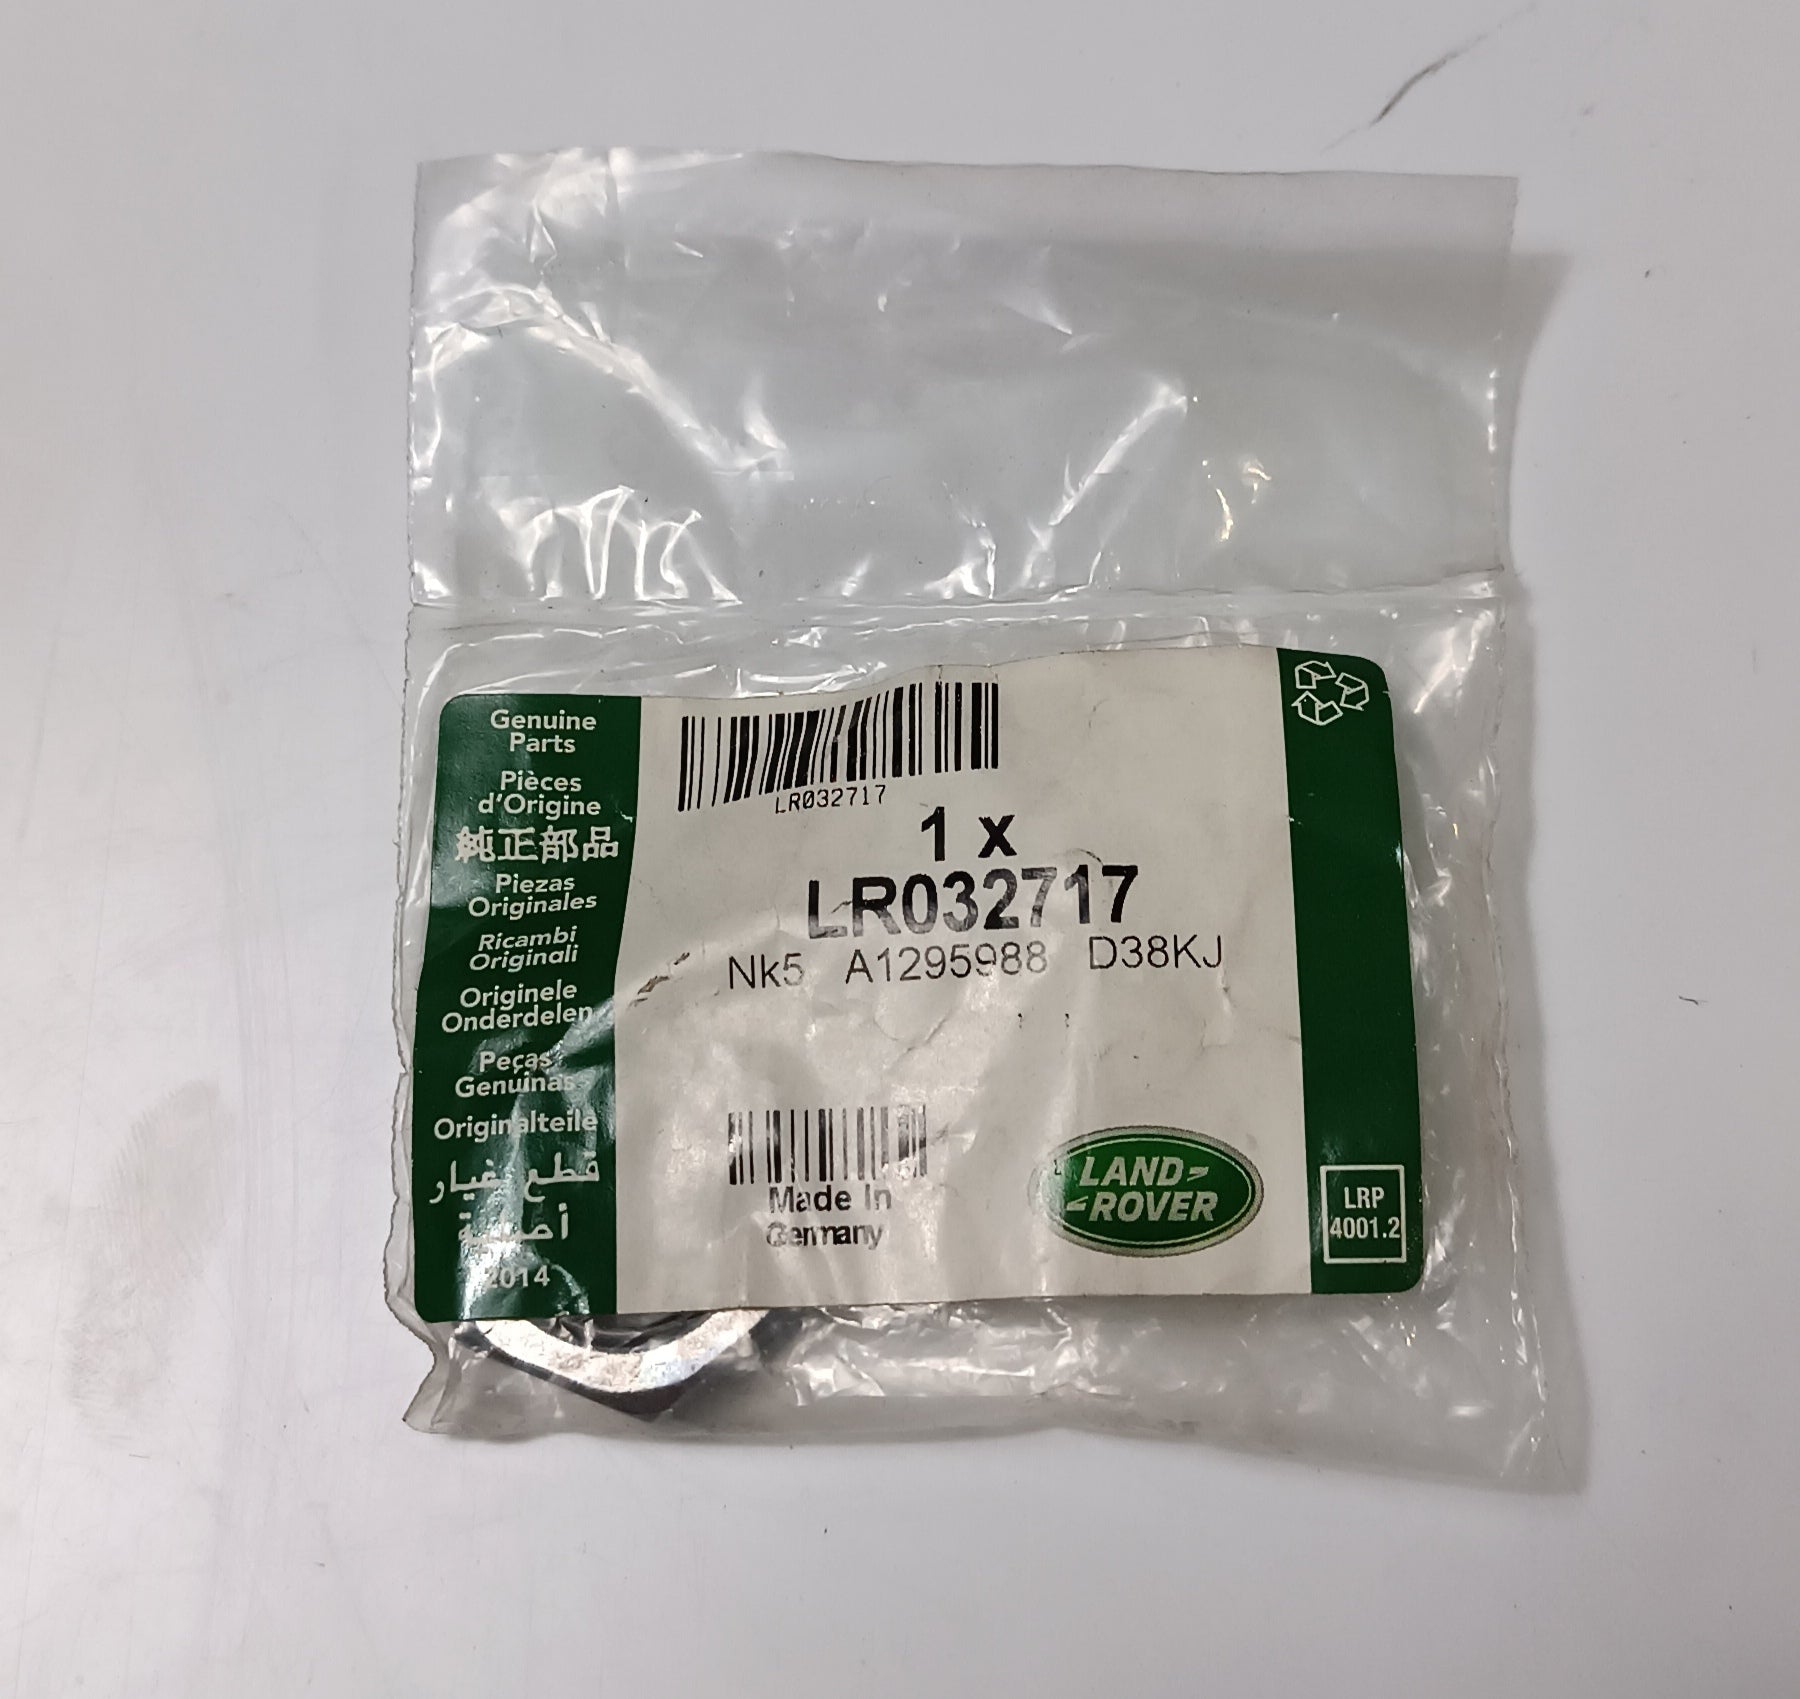 Genuine
Parts
Pièces
d'Origine
純正部品
Piezas
Originales
Ricambi
Originali
Originele
Onderdelen
Peças
Genuinas
Originalteile
قطع غيار
أصلية
2014
LR032717
1 x
LR032717
Nk5 A1295988 D38KJ
Made In
Germany
LAND-
-ROVER
LRP
4001.2